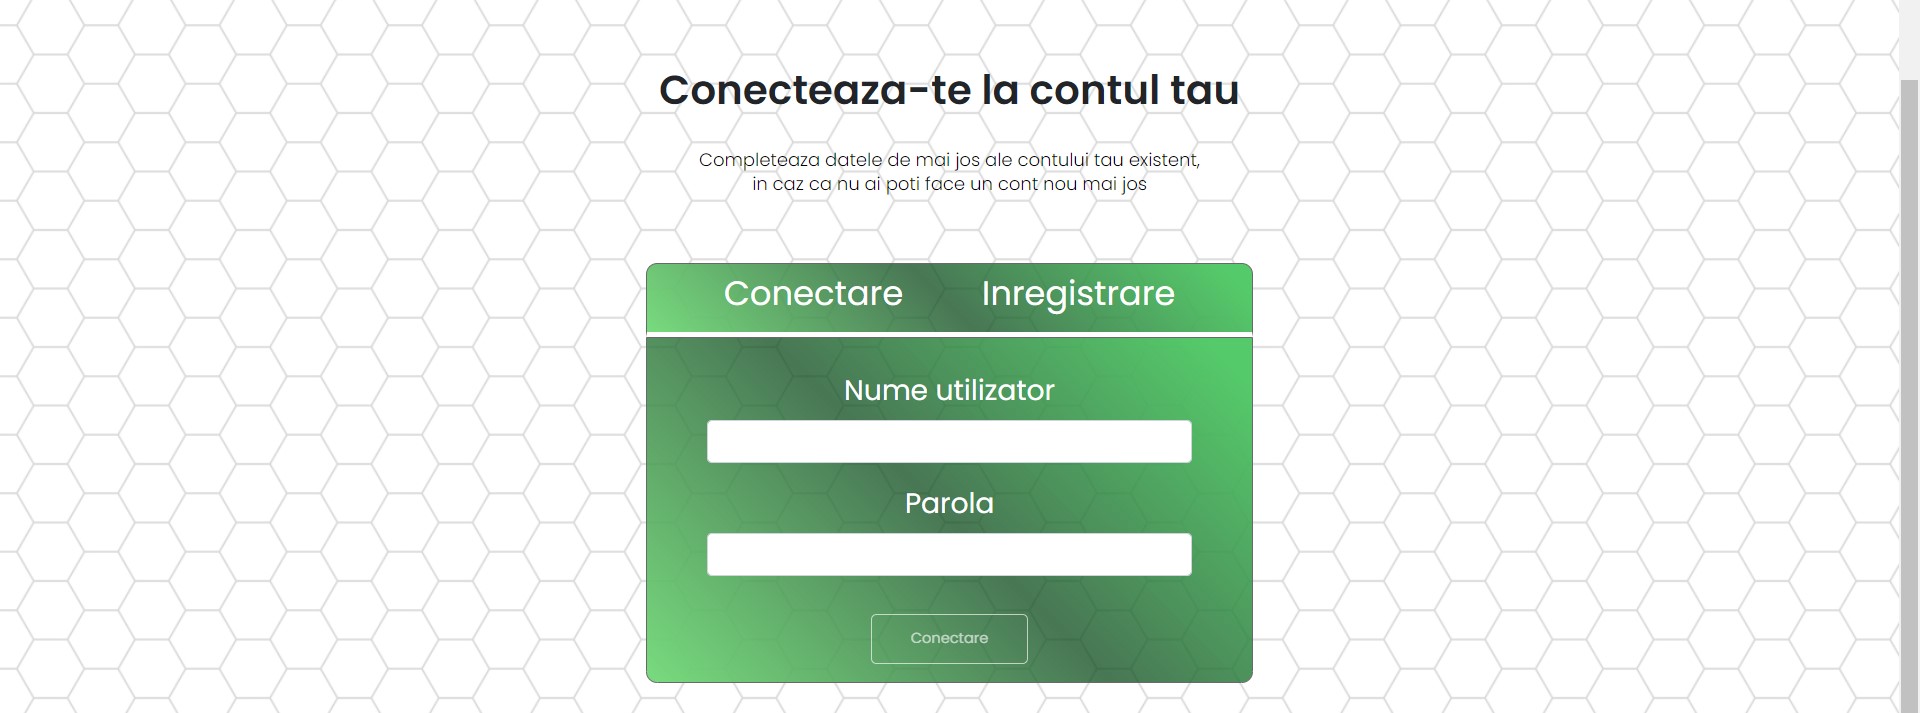 Conecteaza-te la contul tau
Completeaza datele de mai jos ale contului tau existent,
in caz ca nu ai poti face un cont nou mai jos
Conectare Inregistrare
Nume utilizator
Parola
Conectare